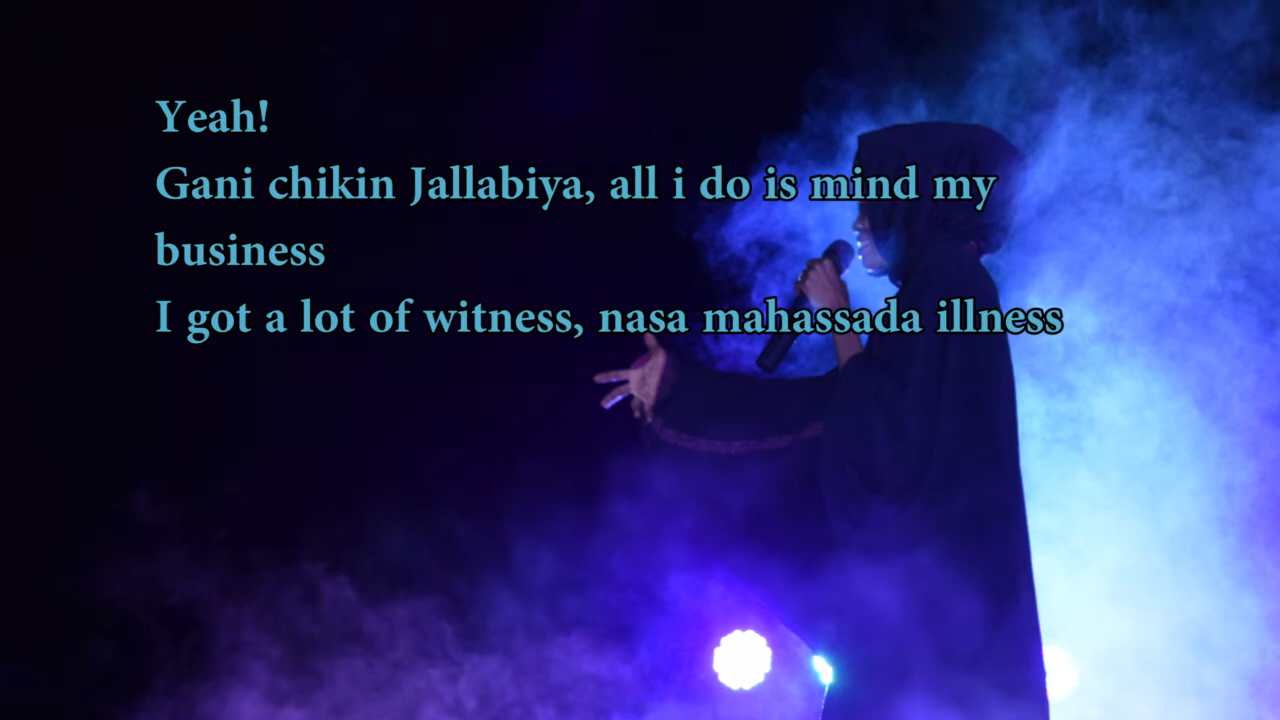 Yeah!
Gani chikin Jallabiya, all i do is mind my
business
I got a lot of witness, nasa mahassada illness